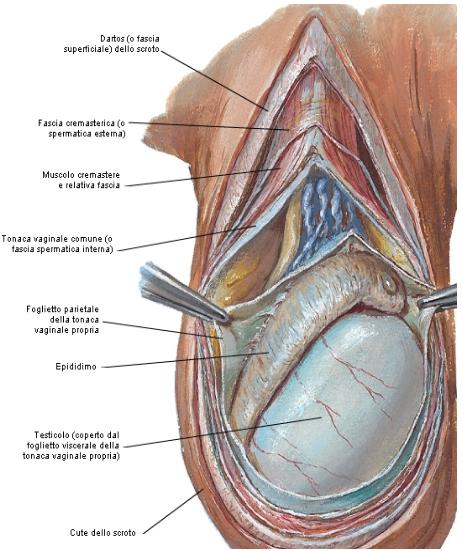 Dartos (o fascia
superficiale) dello scroto
Fascia cremasterica (o
spermatica esterna)
Muscolo cremastere
e relativa fascia
Tonaca vaginale comune (o
fascia spermatica interna)
Foglietto parietale
della tonaca
vaginale propria
Epididimo
Testicolo (coperto dal
foglietto viscerale della
tonaca vaginale propria)
Cute dello scroto